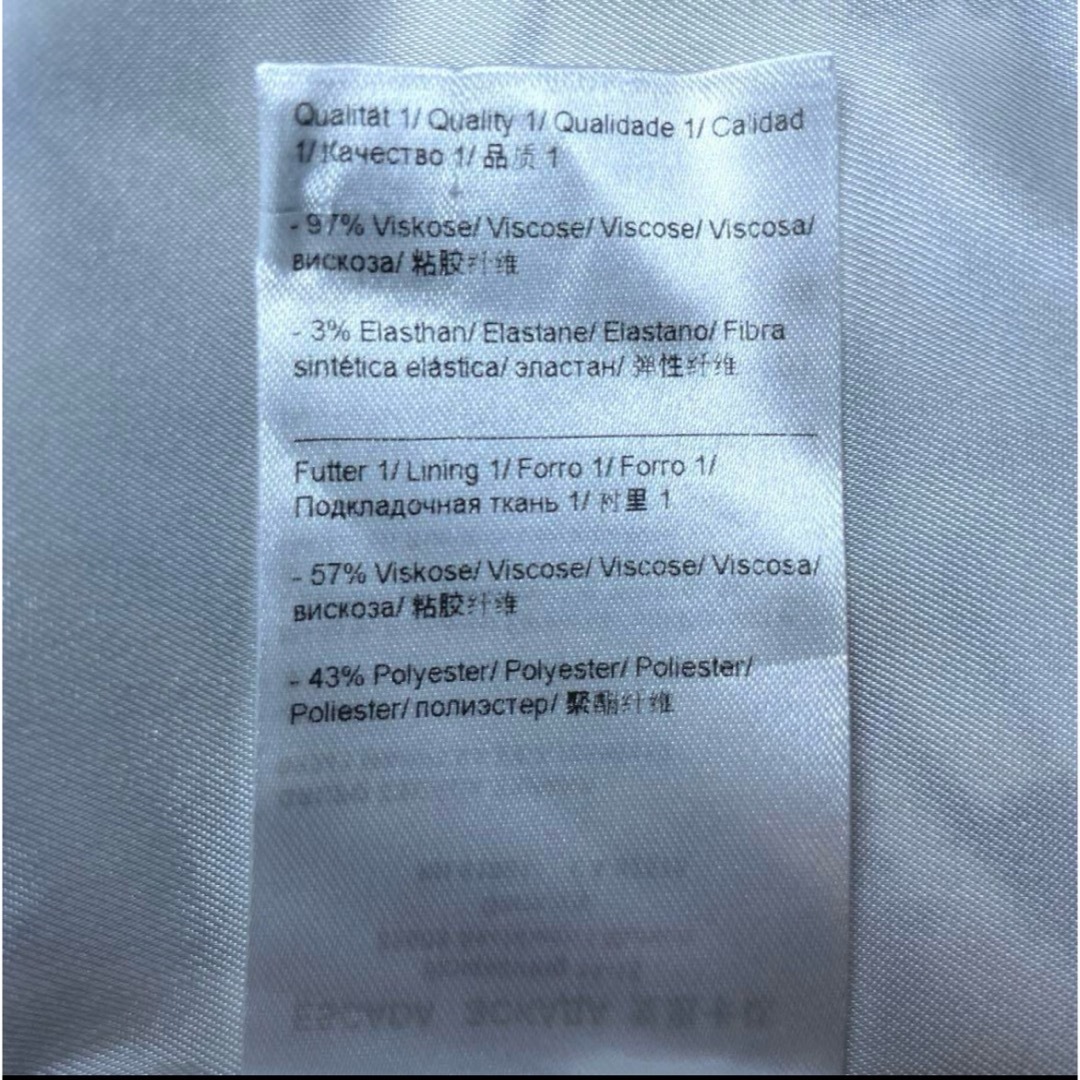 Qualität 1/ Quality 1/ Qualidade 1/ Calidad
1/ Качество 1/ 品质 1
- 97% Viskose/ Viscose/ Viscose/ Viscosa/
вискоза/ 粘胶纤维
- 3% Elasthan/ Elastane/ Elastano/ Fibra
sintética elástica/ эластан/ 弹性纤维
Futter 1/ Lining 1/ Forro 1/ Forro 1/
Подкладочная ткань 1/ 衬里 1
- 57% Viskose/ Viscose/ Viscose/ Viscosa/
вискоза/ 粘胶纤维
- 43% Polyester/ Polyester/ Poliester/
Poliester/ полиэстер/ 聚酯纤维
ESCADA ЭСКАДА